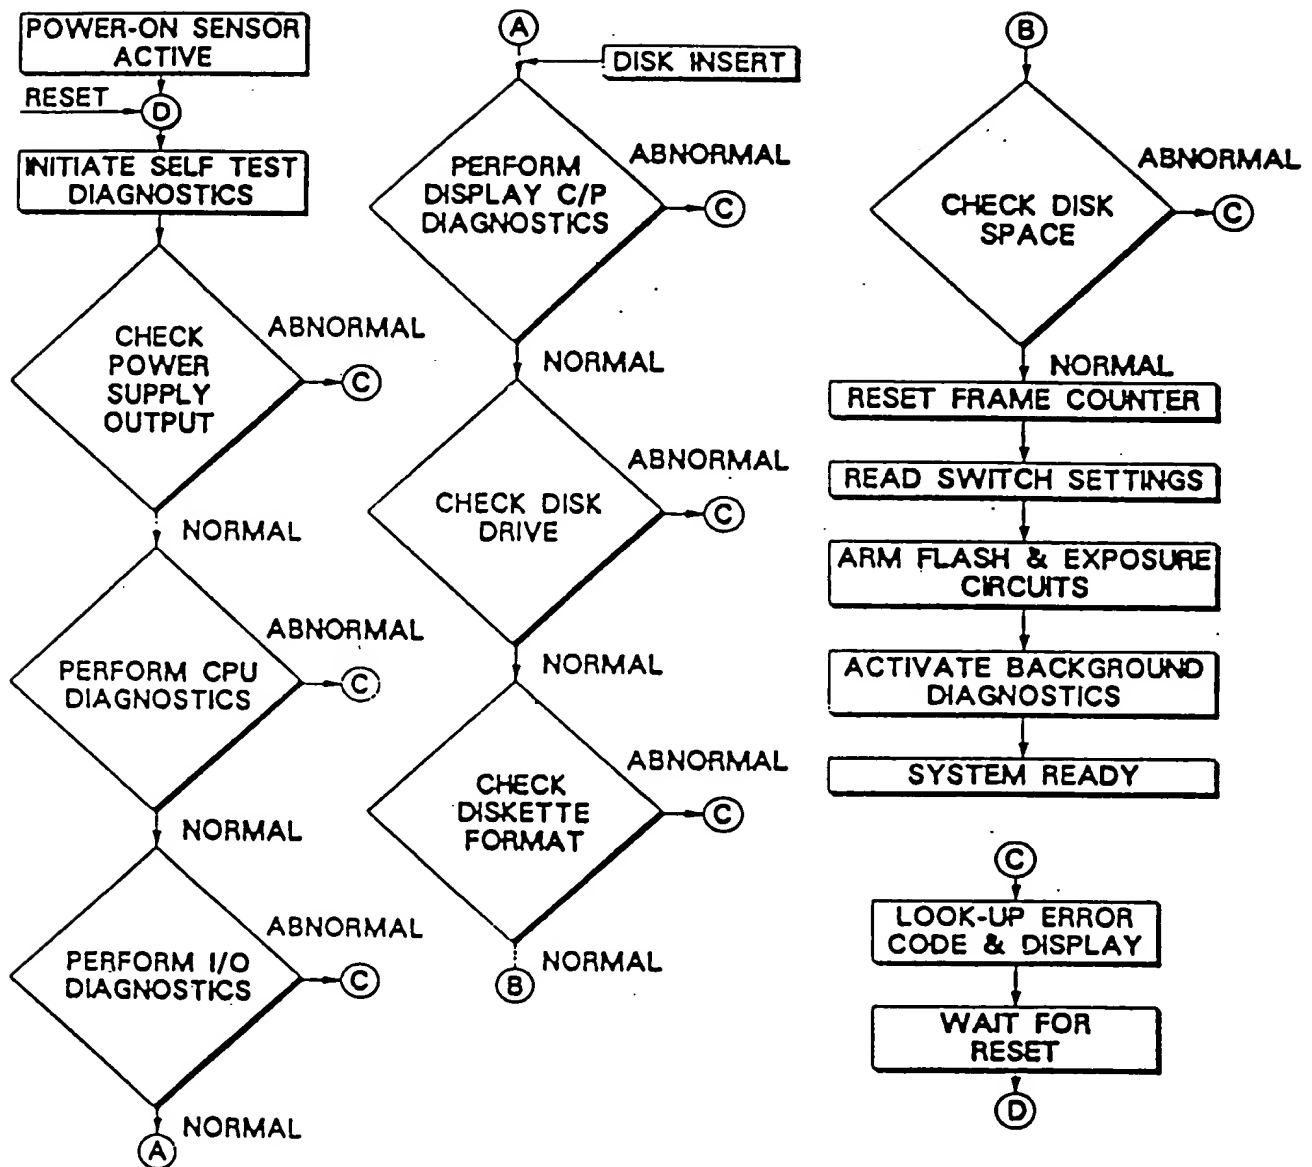 POWER-ON SENSOR
ACTIVE
RESET
D
INITIATE SELF TEST
DIAGNOSTICS
CHECK
POWER
SUPPLY
OUTPUT
ABNORMAL
C
NORMAL
PERFORM CPU
DIAGNOSTICS
ABNORMAL
C
NORMAL
PERFORM I/O
DIAGNOSTICS
ABNORMAL
C
NORMAL
A
A
DISK INSERT
PERFORM
DISPLAY C/P
DIAGNOSTICS
ABNORMAL
C
NORMAL
CHECK DISK
DRIVE
ABNORMAL
C
NORMAL
CHECK
DISKETTE
FORMAT
ABNORMAL
C
NORMAL
B
B
CHECK DISK
SPACE
ABNORMAL
C
NORMAL
RESET FRAME COUNTER
READ SWITCH SETTINGS
ARM FLASH & EXPOSURE
CIRCUITS
ACTIVATE BACKGROUND
DIAGNOSTICS
SYSTEM READY
C
LOOK-UP ERROR
CODE & DISPLAY
WAIT FOR
RESET
D